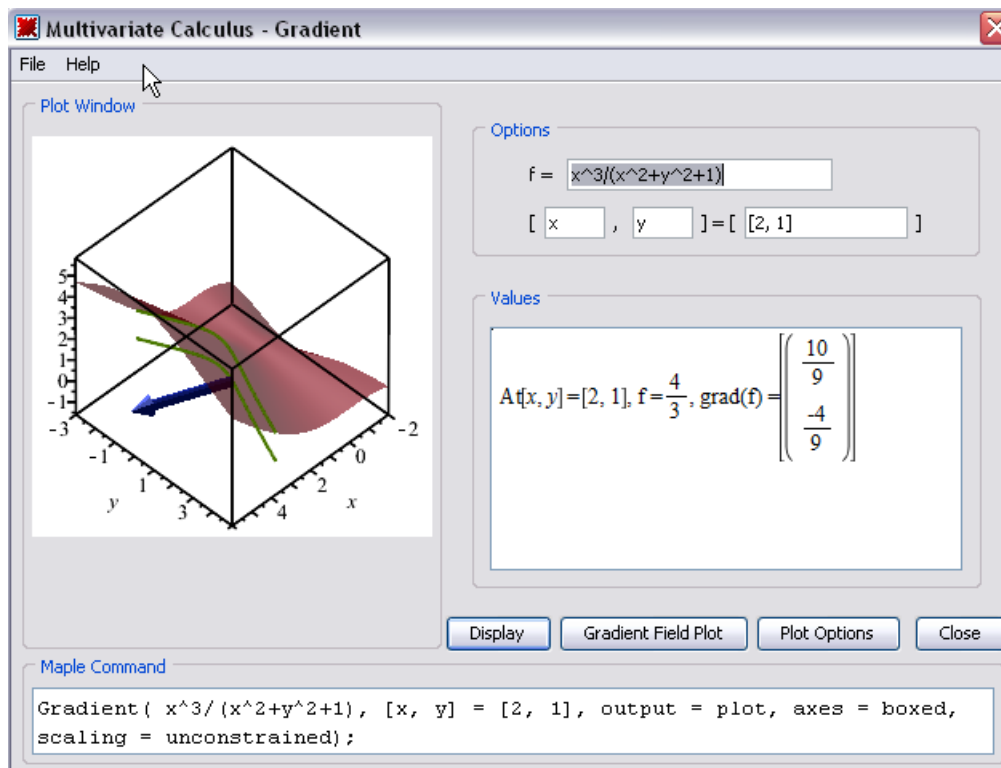 Multivariate Calculus - Gradient
File Help
Plot Window
5
4
3
2
1
0
-1
-3
-1
1
3
y
-2
0
2
4
x
Options
f = x^3/(x^2+y^2+1)
[ x , y ] = [ [2, 1] ]
Values
At[x, y]=[2, 1], f = 4/3, grad(f) = [( 10/9
-4/9 )]
Display Gradient Field Plot Plot Options Close
Maple Command
Gradient( x^3/(x^2+y^2+1), [x, y] = [2, 1], output = plot, axes = boxed,
scaling = unconstrained);